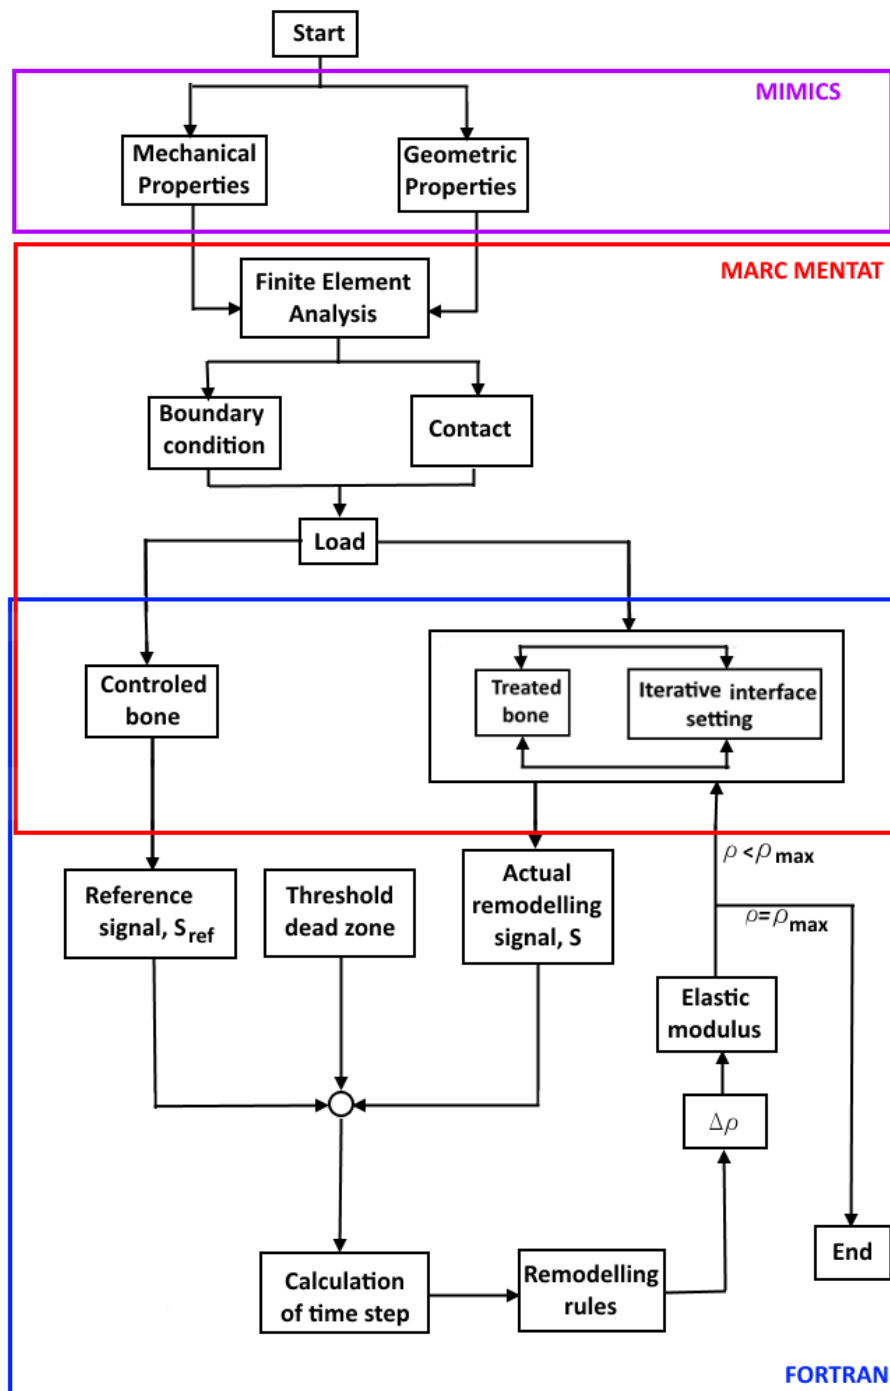 Start
MIMICS
Mechanical
Properties
Geometric
Properties
MARC MENTAT
Finite Element
Analysis
Boundary
condition
Contact
Load
Controled
bone
Treated
bone
Iterative interface
setting
Reference
signal, Sref
Threshold
dead zone
Actual
remodelling
signal, S
ρ <ρmax
ρ=ρmax
Elastic
modulus
Δρ
End
Calculation
of time step
Remodelling
rules
FORTRAN